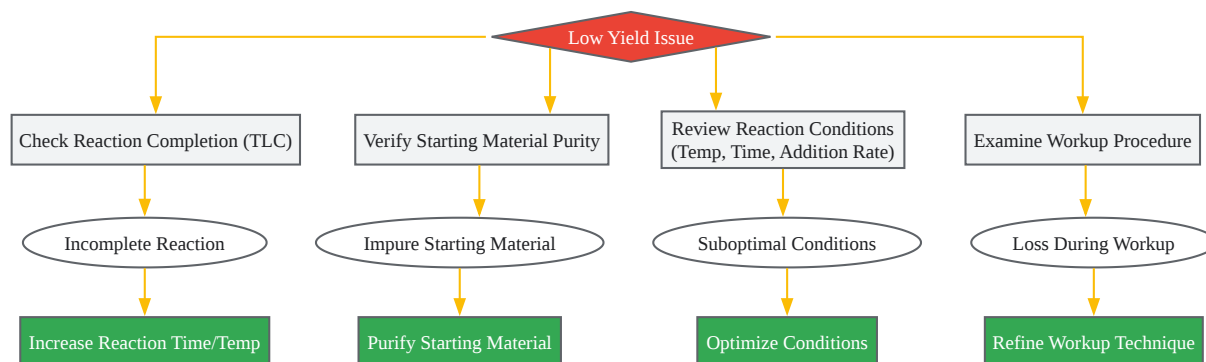 Low Yield Issue
Check Reaction Completion (TLC)
Verify Starting Material Purity
Review Reaction Conditions
(Temp, Time, Addition Rate)
Examine Workup Procedure
Incomplete Reaction
Impure Starting Material
Suboptimal Conditions
Loss During Workup
Increase Reaction Time/Temp
Purify Starting Material
Optimize Conditions
Refine Workup Technique